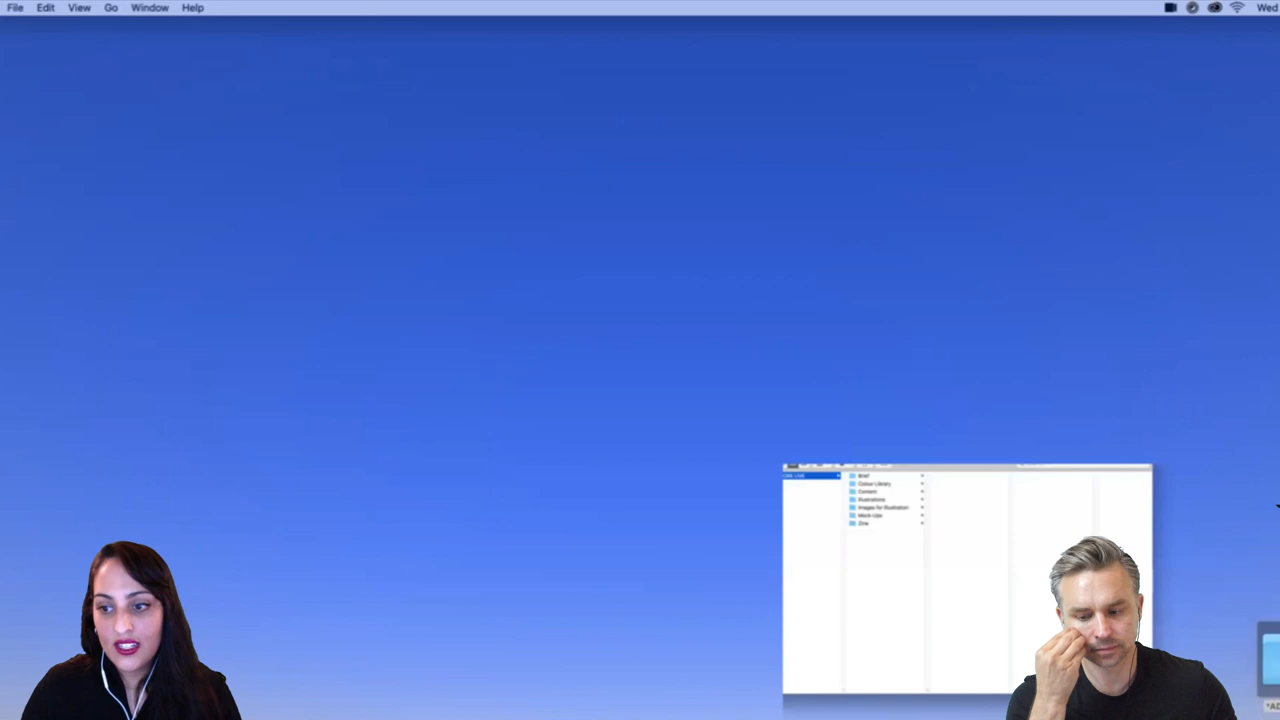 File Edit View Go Window Help Wed
Brief
Colour Library
Content
Illustrations
Images for Illustration
Mock-Ups
Zine